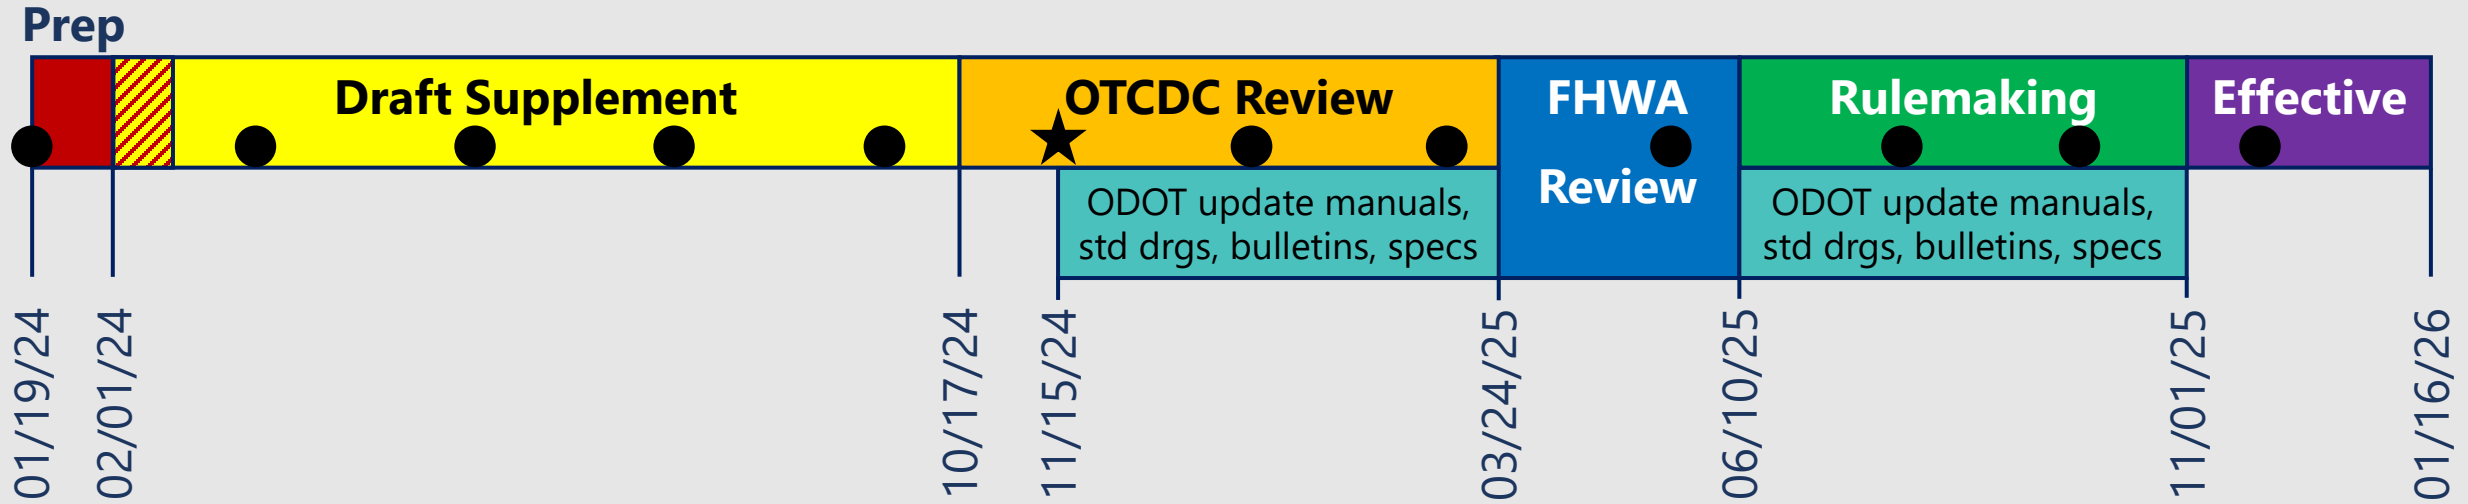 Prep
Draft Supplement
OTCDC Review
FHWA
Review
Rulemaking
Effective
ODOT update manuals,
std drgs, bulletins, specs
ODOT update manuals,
std drgs, bulletins, specs
01/19/24
02/01/24
10/17/24
11/15/24
03/24/25
06/10/25
11/01/25
01/16/26